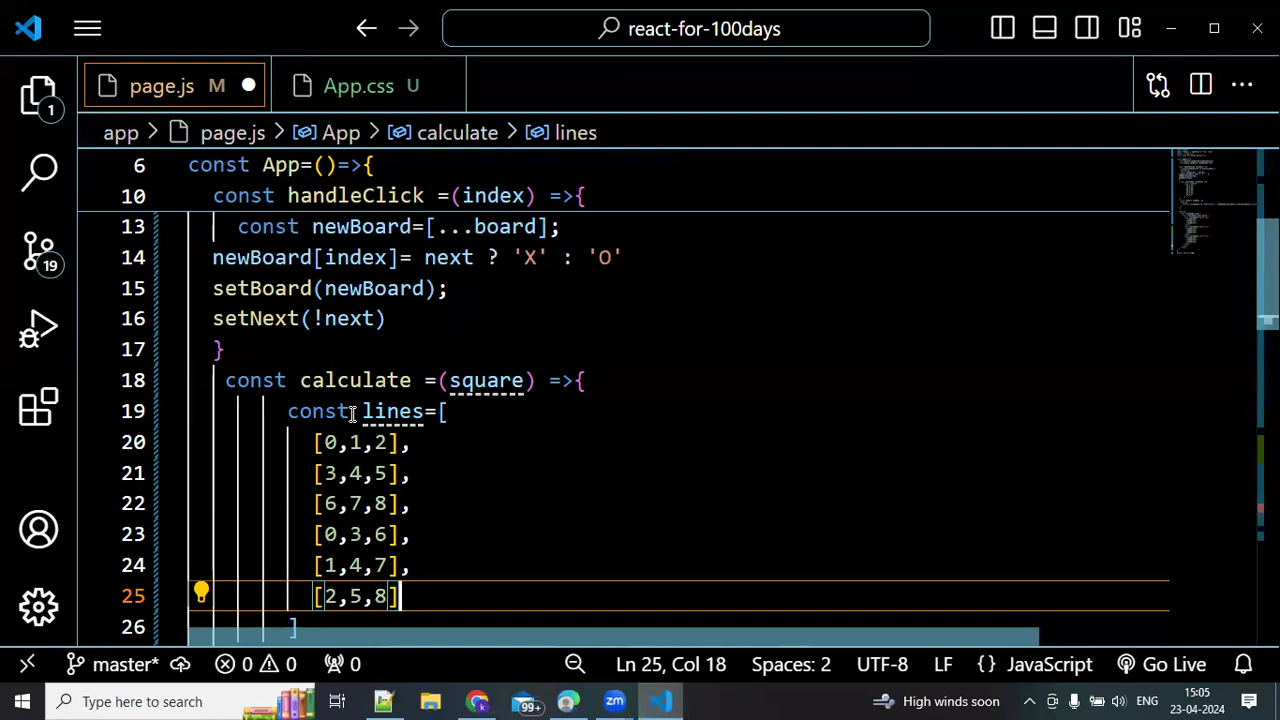 react-for-100days
page.js M
App.css U
app > page.js > App > calculate > lines
6 const App=()=>{
10 const handleClick =(index) =>{
13 const newBoard=[...board];
14 newBoard[index]= next ? 'X' : 'O'
15 setBoard(newBoard);
16 setNext(!next)
17 }
18 const calculate =(square) =>{
19 const lines=[
20 [0,1,2],
21 [3,4,5],
22 [6,7,8],
23 [0,3,6],
24 [1,4,7],
25 [2,5,8]
26 ]
1
19
master* 0 0 0 Ln 25, Col 18 Spaces: 2 UTF-8 LF {} JavaScript Go Live
Type here to search 99+ zm High winds soon ENG 15:05
23-04-2024